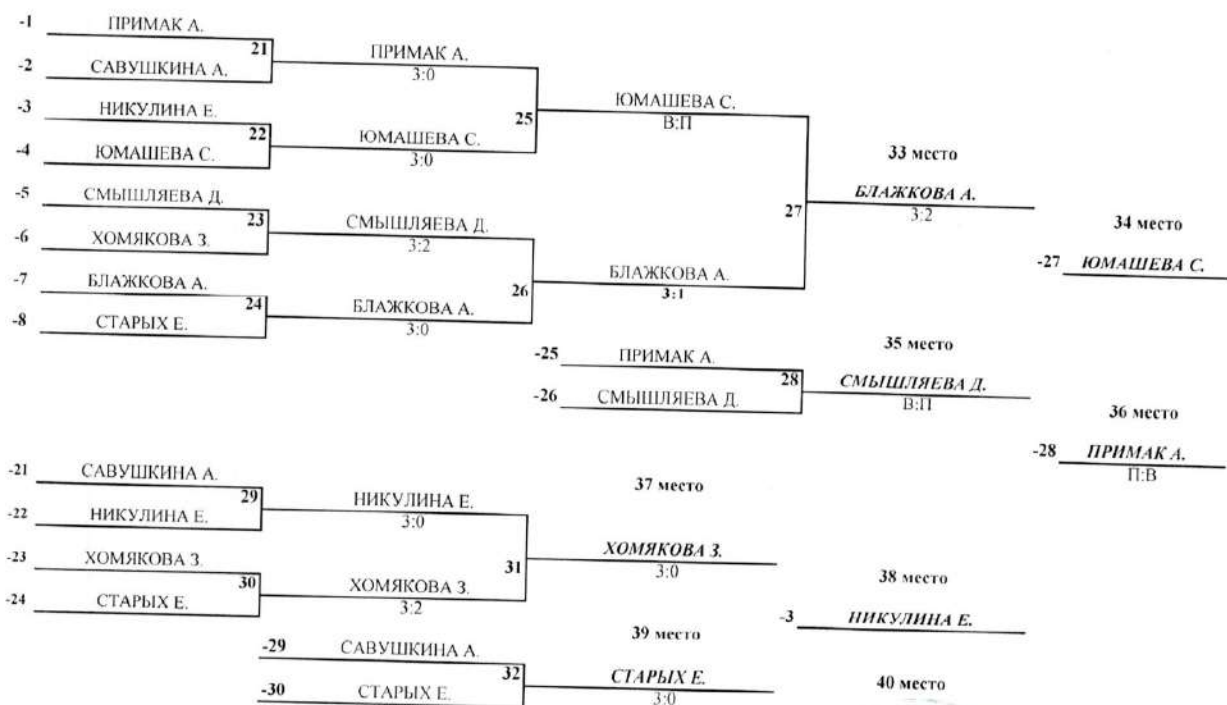 -1 ПРИМАК А.
21 ПРИМАК А.
3:0
-2 САВУШКИНА А.
-3 НИКУЛИНА Е.
25 ЮМАШЕВА С.
В:П
22 ЮМАШЕВА С.
3:0
-4 ЮМАШЕВА С.
33 место
27 БЛАЖКОВА А.
3:2
-5 СМЫШЛЯЕВА Д.
23 СМЫШЛЯЕВА Д.
3:2
-6 ХОМЯКОВА З.
34 место
-27 ЮМАШЕВА С.
-7 БЛАЖКОВА А.
26 БЛАЖКОВА А.
3:1
24 БЛАЖКОВА А.
3:0
-8 СТАРЫХ Е.
35 место
-25 ПРИМАК А.
28 СМЫШЛЯЕВА Д.
В:П
-26 СМЫШЛЯЕВА Д.
36 место
-28 ПРИМАК А.
П:В
-21 САВУШКИНА А.
29 НИКУЛИНА Е.
3:0
-22 НИКУЛИНА Е.
37 место
31 ХОМЯКОВА З.
3:0
-23 ХОМЯКОВА З.
30 ХОМЯКОВА З.
3:2
-24 СТАРЫХ Е.
38 место
-3 НИКУЛИНА Е.
39 место
-29 САВУШКИНА А.
32 СТАРЫХ Е.
3:0
-30 СТАРЫХ Е.
40 место